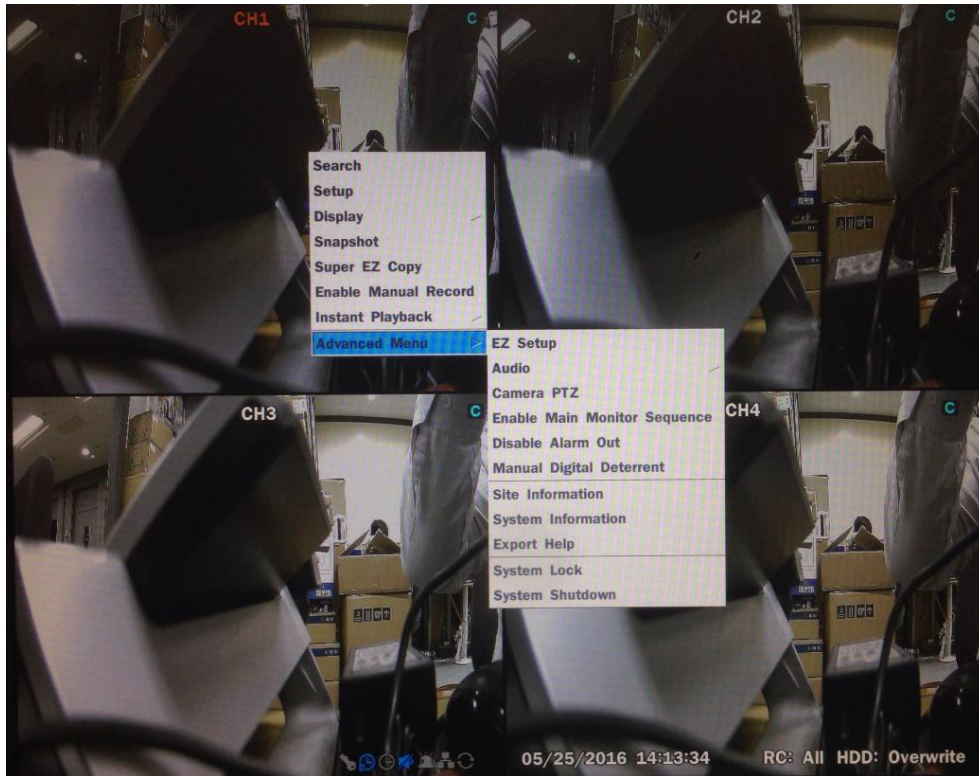 CH1
C
CH2
C
Search
Setup
Display
Snapshot
Super EZ Copy
Enable Manual Record
Instant Playback
Advanced Menu
EZ Setup
Audio
Camera PTZ
Enable Main Monitor Sequence
Disable Alarm Out
Manual Digital Deterrent
Site Information
System Information
Export Help
System Lock
System Shutdown
CH3
C
CH4
C
05/25/2016 14:13:34
RC: All HDD: Overwrite